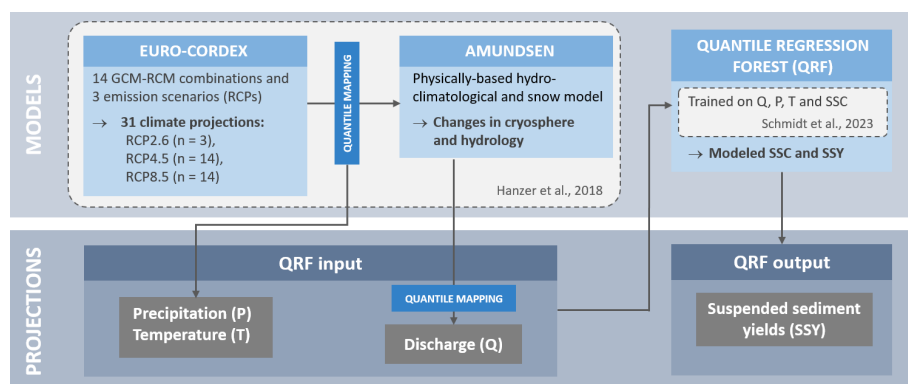 MODELS
EURO-CORDEX
14 GCM-RCM combinations and
3 emission scenarios (RCPs)
→ 31 climate projections:
RCP2.6 (n = 3),
RCP4.5 (n = 14),
RCP8.5 (n = 14)
QUANTILE MAPPING
AMUNDSEN
Physically-based hydro-
climatological and snow model
→ Changes in cryosphere
and hydrology
Hanzer et al., 2018
QUANTILE REGRESSION
FOREST (QRF)
Trained on Q, P, T and SSC
Schmidt et al., 2023
→ Modeled SSC and SSY
PROJECTIONS
QRF input
Precipitation (P)
Temperature (T)
QUANTILE MAPPING
Discharge (Q)
QRF output
Suspended sediment
yields (SSY)